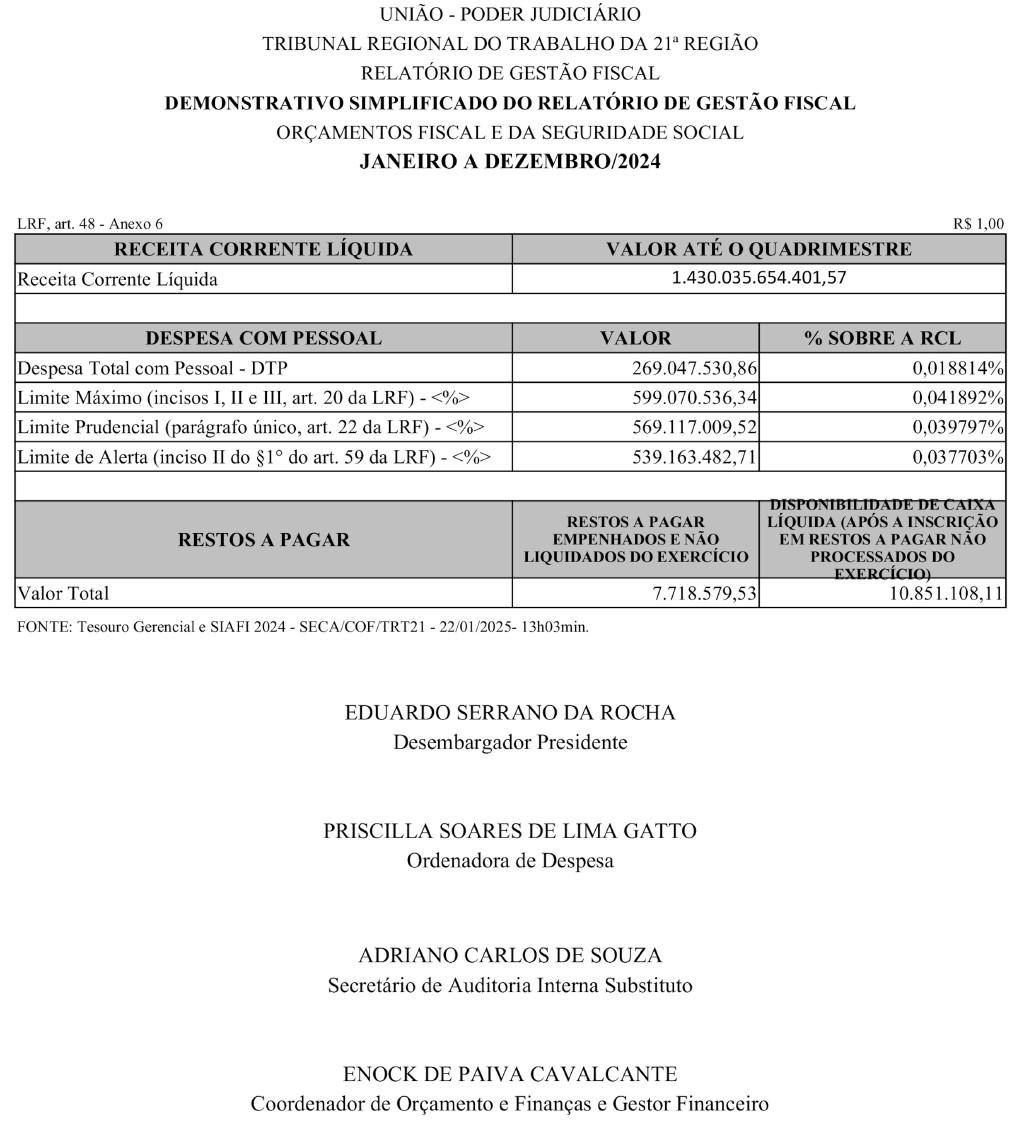 UNIÃO - PODER JUDICIÁRIO
TRIBUNAL REGIONAL DO TRABALHO DA 21ª REGIÃO
RELATÓRIO DE GESTÃO FISCAL
DEMONSTRATIVO SIMPLIFICADO DO RELATÓRIO DE GESTÃO FISCAL
ORÇAMENTOS FISCAL E DA SEGURIDADE SOCIAL
JANEIRO A DEZEMBRO/2024
LRF, art. 48 - Anexo 6 R$ 1,00
RECEITA CORRENTE LÍQUIDA VALOR ATÉ O QUADRIMESTRE
Receita Corrente Líquida 1.430.035.654.401,57
DESPESA COM PESSOAL VALOR % SOBRE A RCL
Despesa Total com Pessoal - DTP 269.047.530,86 0,018814%
Limite Máximo (incisos I, II e III, art. 20 da LRF) - <%> 599.070.536,34 0,041892%
Limite Prudencial (parágrafo único, art. 22 da LRF) - <%> 569.117.009,52 0,039797%
Limite de Alerta (inciso II do §1° do art. 59 da LRF) - <%> 539.163.482,71 0,037703%
RESTOS A PAGAR
RESTOS A PAGAR
EMPENHADOS E NÃO
LIQUIDADOS DO EXERCÍCIO
DISPONIBILIDADE DE CAIXA
LÍQUIDA (APÓS A INSCRIÇÃO
EM RESTOS A PAGAR NÃO
PROCESSADOS DO
EXERCÍCIO)
Valor Total 7.718.579,53 10.851.108,11
FONTE: Tesouro Gerencial e SIAFI 2024 - SECA/COF/TRT21 - 22/01/2025- 13h03min.
EDUARDO SERRANO DA ROCHA
Desembargador Presidente
PRISCILLA SOARES DE LIMA GATTO
Ordenadora de Despesa
ADRIANO CARLOS DE SOUZA
Secretário de Auditoria Interna Substituto
ENOCK DE PAIVA CAVALCANTE
Coordenador de Orçamento e Finanças e Gestor Financeiro